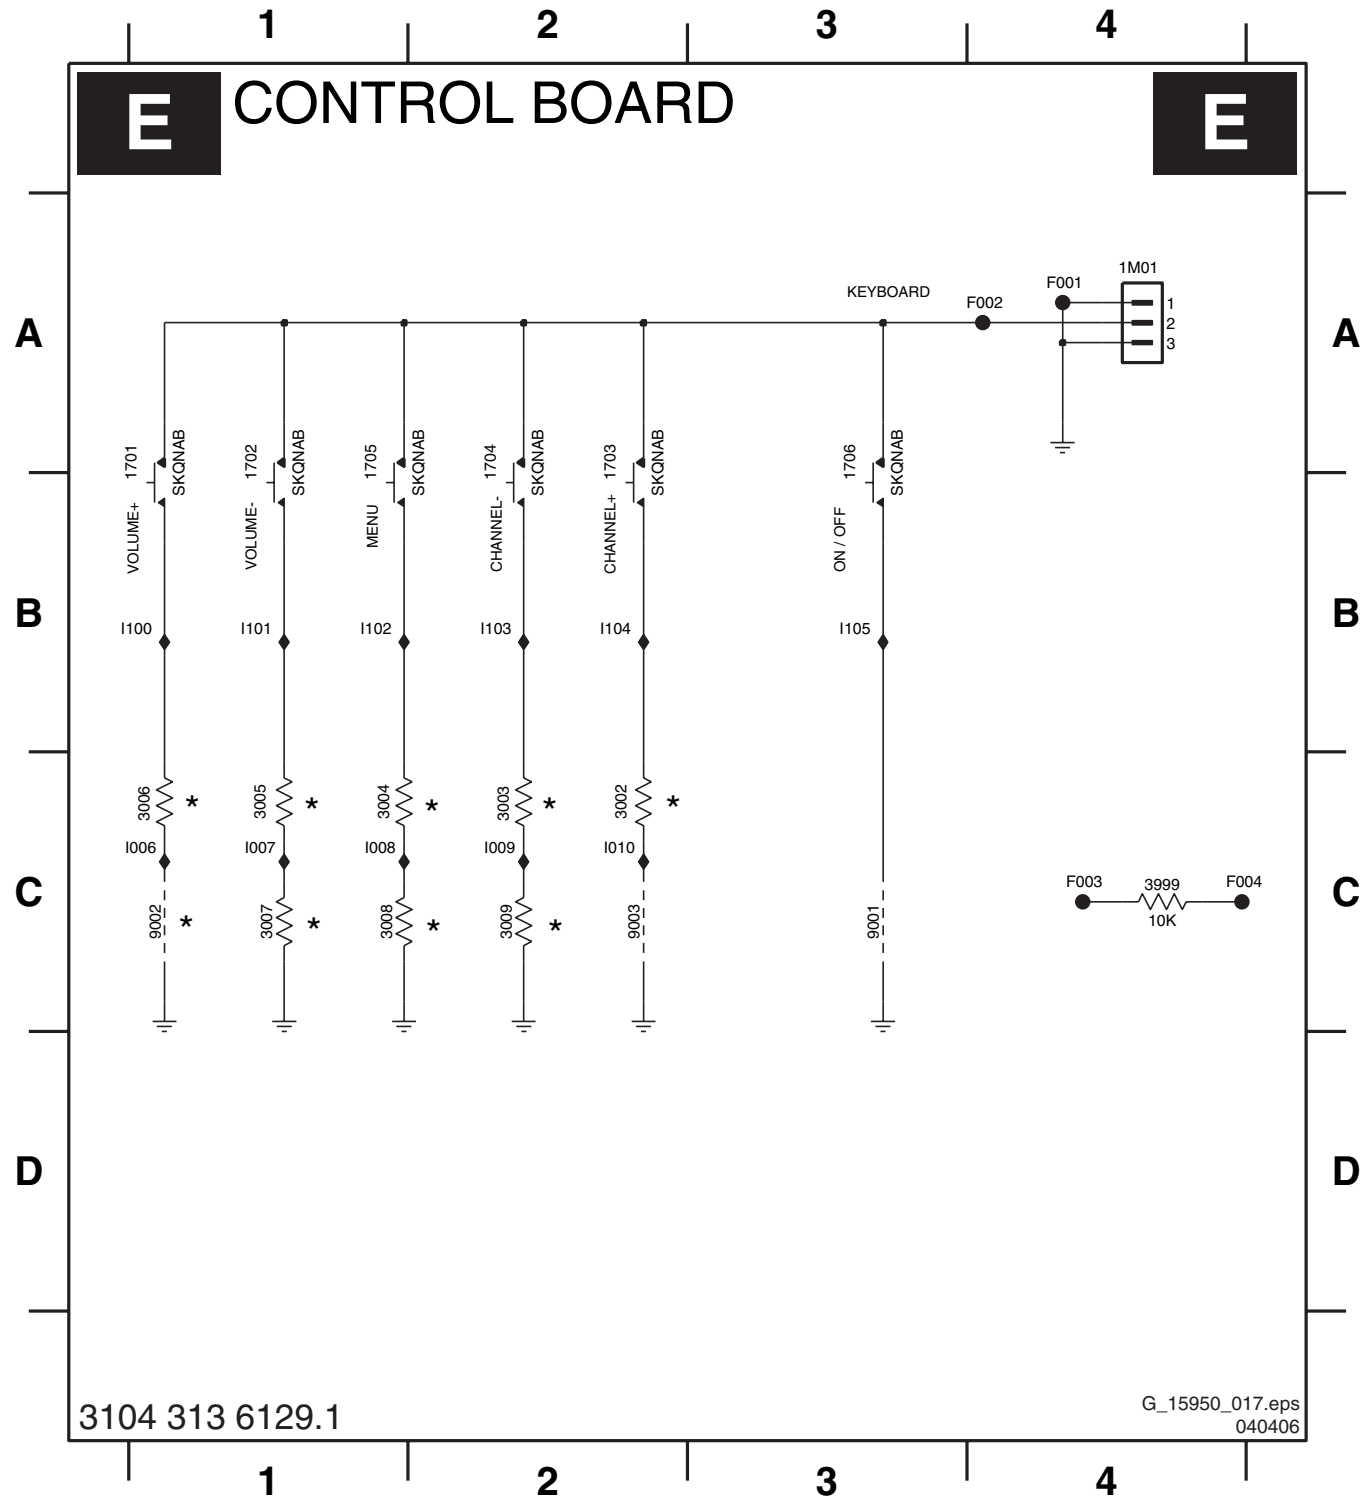 1 2 3 4
E CONTROL BOARD E
1M01
F001
KEYBOARD
F002
1
A A
2
3
1701 SKQNAB 1702 SKQNAB 1705 SKQNAB 1704 SKQNAB 1703 SKQNAB 1706 SKQNAB
VOLUME+ VOLUME- MENU CHANNEL- CHANNEL+ ON / OFF
B B
I100 I101 I102 I103 I104 I105
3006 * 3005 * 3004 * 3003 * 3002 *
I006 I007 I008 I009 I010
F003 3999 F004
C C
10K
9002 * 3007 * 3008 * 3009 * 9003 9001
D D
3104 313 6129.1
G_15950_017.eps
040406
1 2 3 4